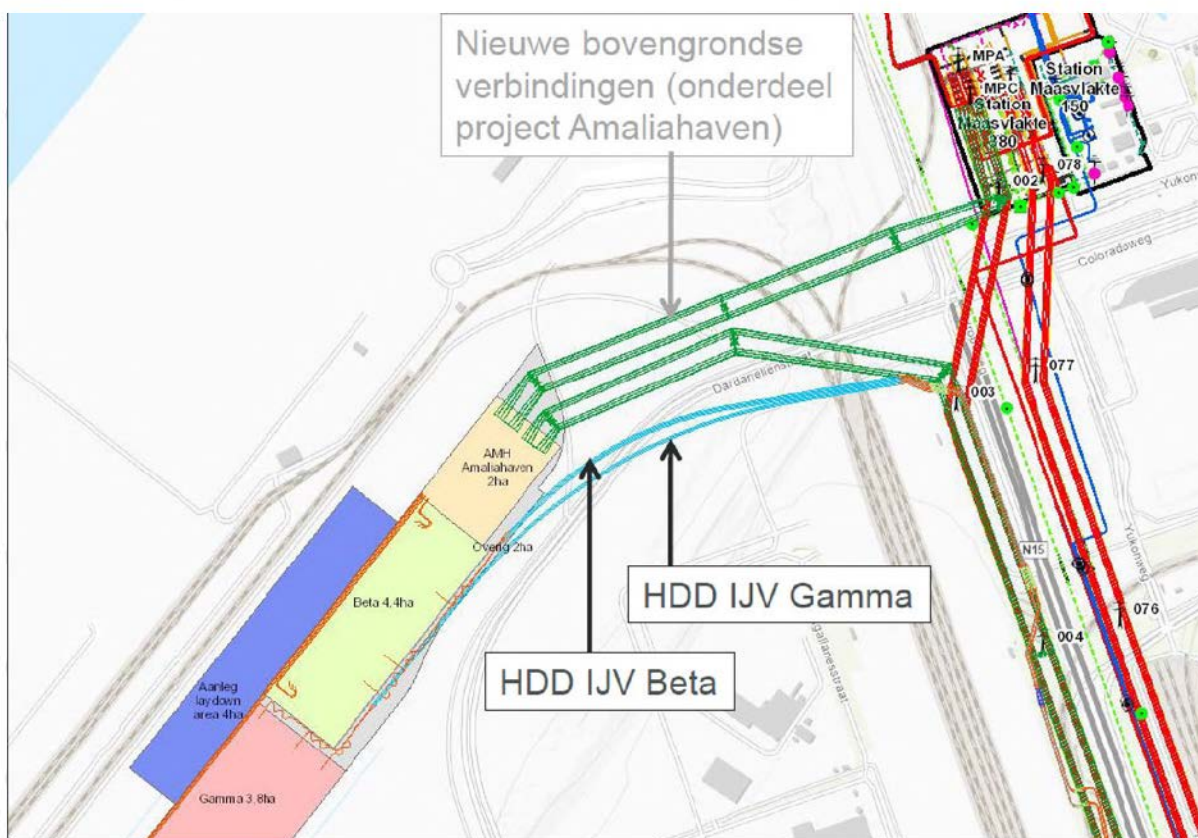 Nieuwe bovengrondse
verbindingen (onderdeel
project Amaliahaven)
MPA
MPC
Station
Maasvlakte
380
Station
Maasvlakte
150
078
002
Yukon
Coloradoweg
Dardanellenstraat
003
077
AMH
Amaliahaven
2ha
Overig 2ha
N15
Yukonweg
Beta 4,4ha
HDD IJV Gamma
076
004
HDD IJV Beta
Aanleg
laydown
area 4ha
Gamma 3,8ha